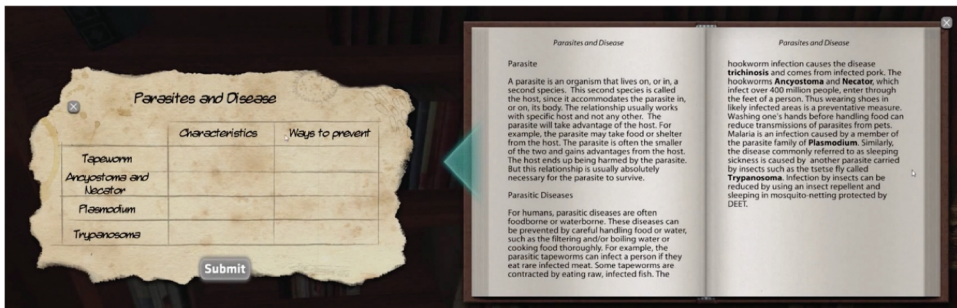 Parasites and Disease
Characteristics Ways to prevent
Tapeworm
Ancyostoma and
Necator
Plasmodium
Trypanosoma
Submit
Parasites and Disease
Parasite
A parasite is an organism that lives on, or in, a
second species. This second species is called
the host, since it accommodates the parasite in,
or on, its body. The relationship usually works
with specific host and not any other. The
parasite will take advantage of the host. For
example, the parasite may take food or shelter
from the host. The parasite is often the smaller
of the two and gains advantages from the host.
The host ends up being harmed by the parasite.
But this relationship is usually absolutely
necessary for the parasite to survive.
Parasitic Diseases
For humans, parasitic diseases are often
foodborne or waterborne. These diseases can
be prevented by careful handling food or water,
such as the filtering and/or boiling water or
cooking food thoroughly. For example, the
parasitic tapeworms can infect a person if they
eat rare infected meat. Some tapeworms are
contracted by eating raw, infected fish. The
Parasites and Disease
hookworm infection causes the disease
trichinosis and comes from infected pork. The
hookworms Ancyostoma and Necator, which
infect over 400 million people, enter through
the feet of a person. Thus wearing shoes in
likely infected areas is a preventative measure.
Washing one's hands before handling food can
reduce transmissions of parasites from pets.
Malaria is an infection caused by a member of
the parasite family of Plasmodium. Similarly,
the disease commonly referred to as sleeping
sickness is caused by another parasite carried
by insects such as the tsetse fly called
Trypanosoma. Infection by insects can be
reduced by using an insect repellent and
sleeping in mosquito-netting protected by
DEET.